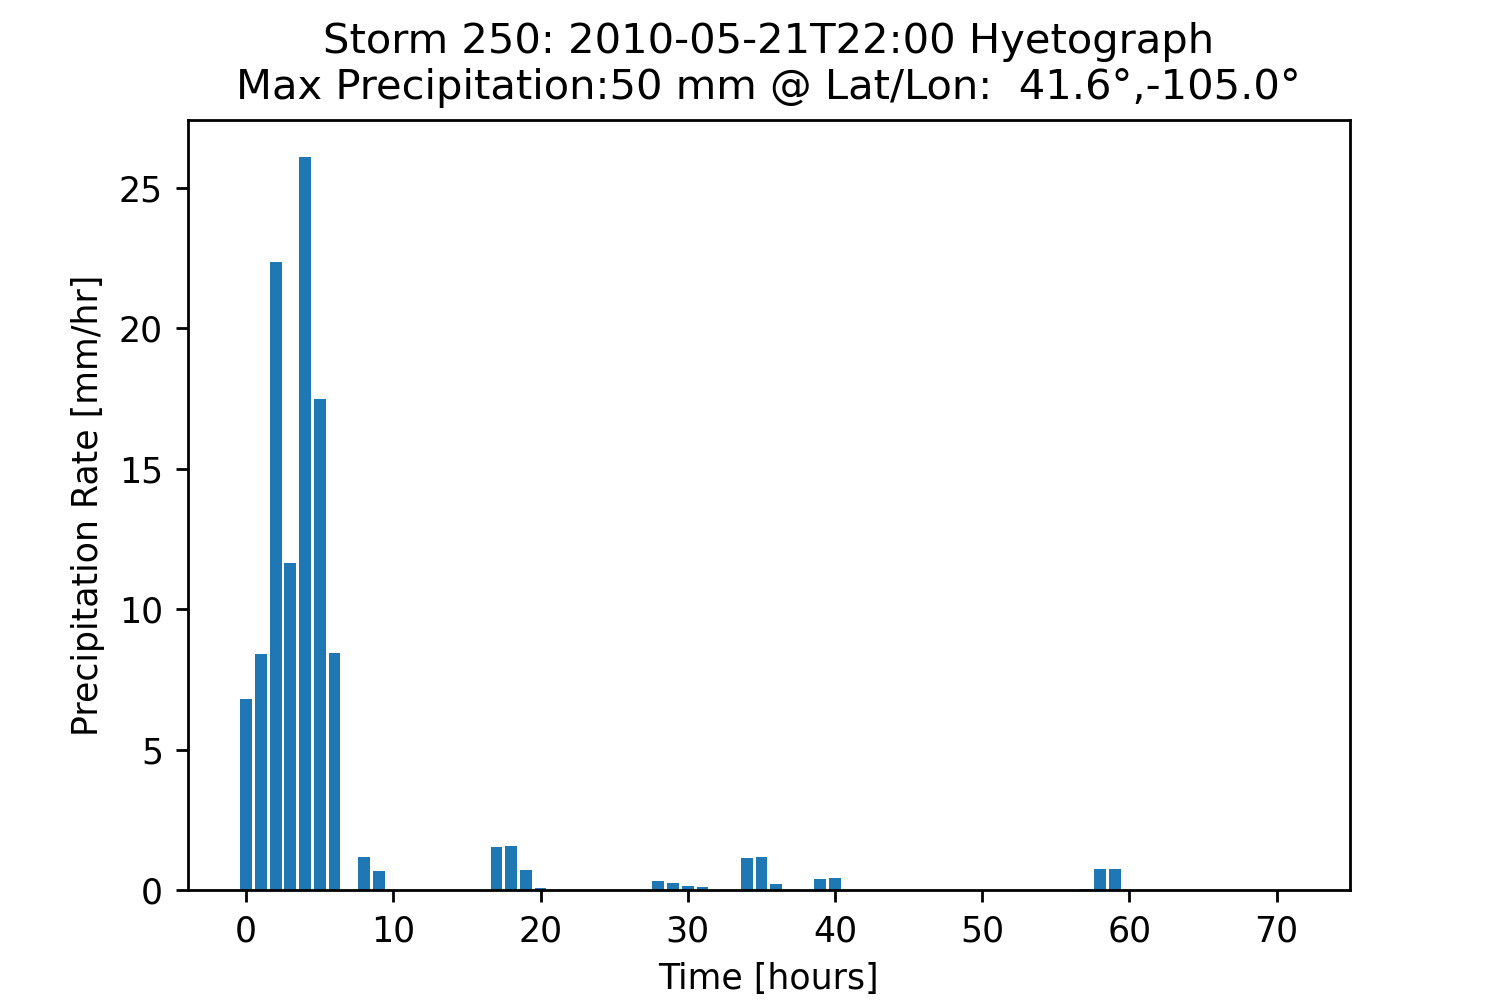 Storm 250: 2010-05-21T22:00 Hyetograph
Max Precipitation:50 mm @ Lat/Lon:  41.6°,-105.0°
Precipitation Rate [mm/hr]
25
20
15
10
5
0
0 10 20 30 40 50 60 70
Time [hours]